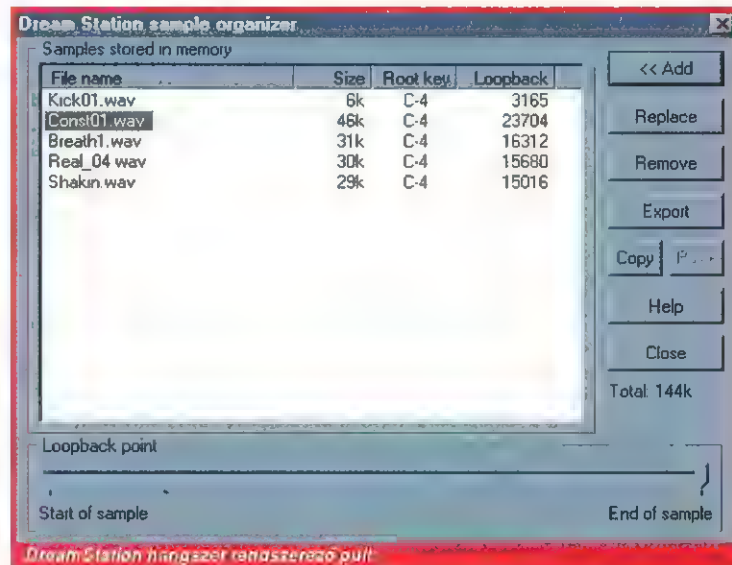 Dream Station sample organizer
Samples stored in memory
File name Size Root key Loopback
Kick01.wav 6k C-4 3165
Const01.wav 46k C-4 23704
Breath1.wav 31k C-4 16312
Real_04 wav 30k C-4 15680
Shakin.wav 29k C-4 15016
<< Add
Replace
Remove
Export
Copy
Help
Close
Total: 144k
Loopback point
Start of sample End of sample
Dream Station hangszer rendszerező pult